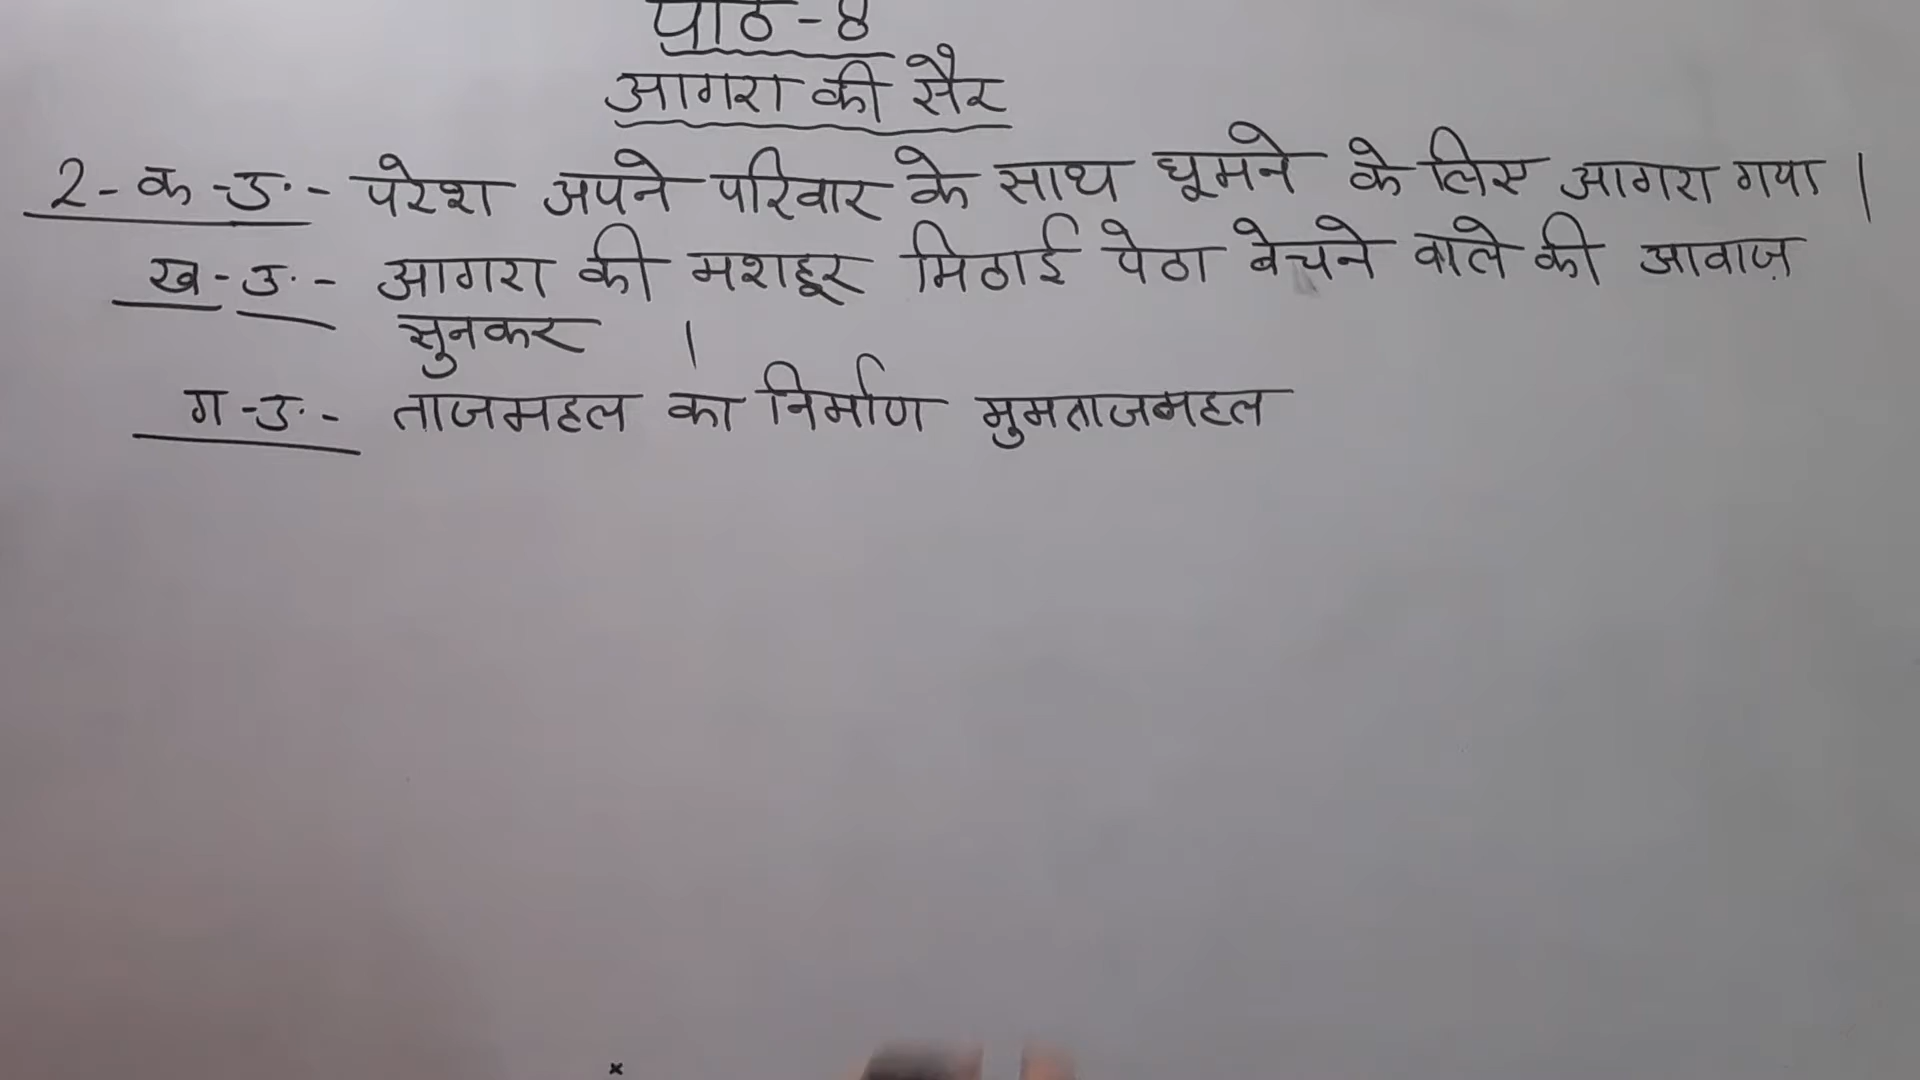 पाठ - 8
आगरा की सैर
2 - क - उ॰ - परेश अपने परिवार के साथ घूमने के लिए आगरा गया |
ख - उ॰ - आगरा की मशहूर मिठाई पेठा बेचने वाले की आवाज़
सुनकर |
ग - उ॰ - ताजमहल का निर्माण मुमताजमहल